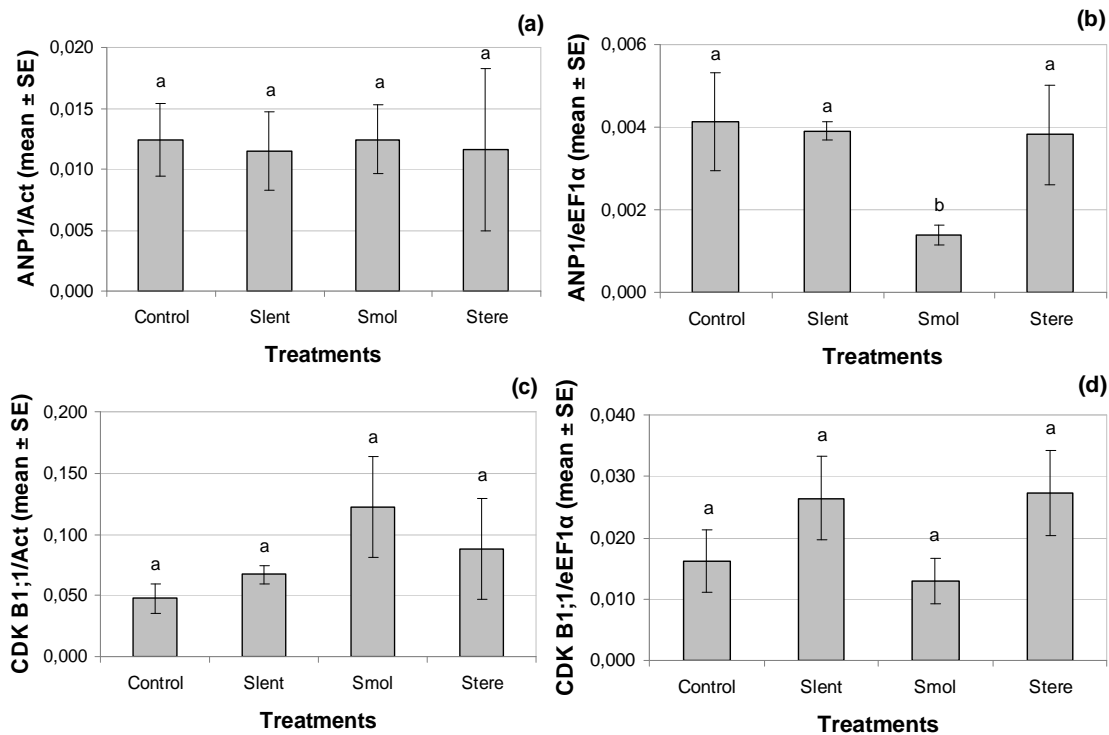 (a)
ANP1/Act (mean ± SE)
0,020
0,015
0,010
0,005
0,000
a
a
a
a
Control
Slent
Smol
Stere
Treatments
(b)
ANP1/eEF1α (mean ± SE)
0,006
0,004
0,002
0,000
a
a
b
a
Control
Slent
Smol
Stere
Treatments
(c)
CDK B1;1/Act (mean ± SE)
0,200
0,150
0,100
0,050
0,000
a
a
a
a
Control
Slent
Smol
Stere
Treatments
(d)
CDK B1;1/eEF1α (mean ± SE)
0,040
0,030
0,020
0,010
0,000
a
a
a
a
Control
Slent
Smol
Stere
Treatments